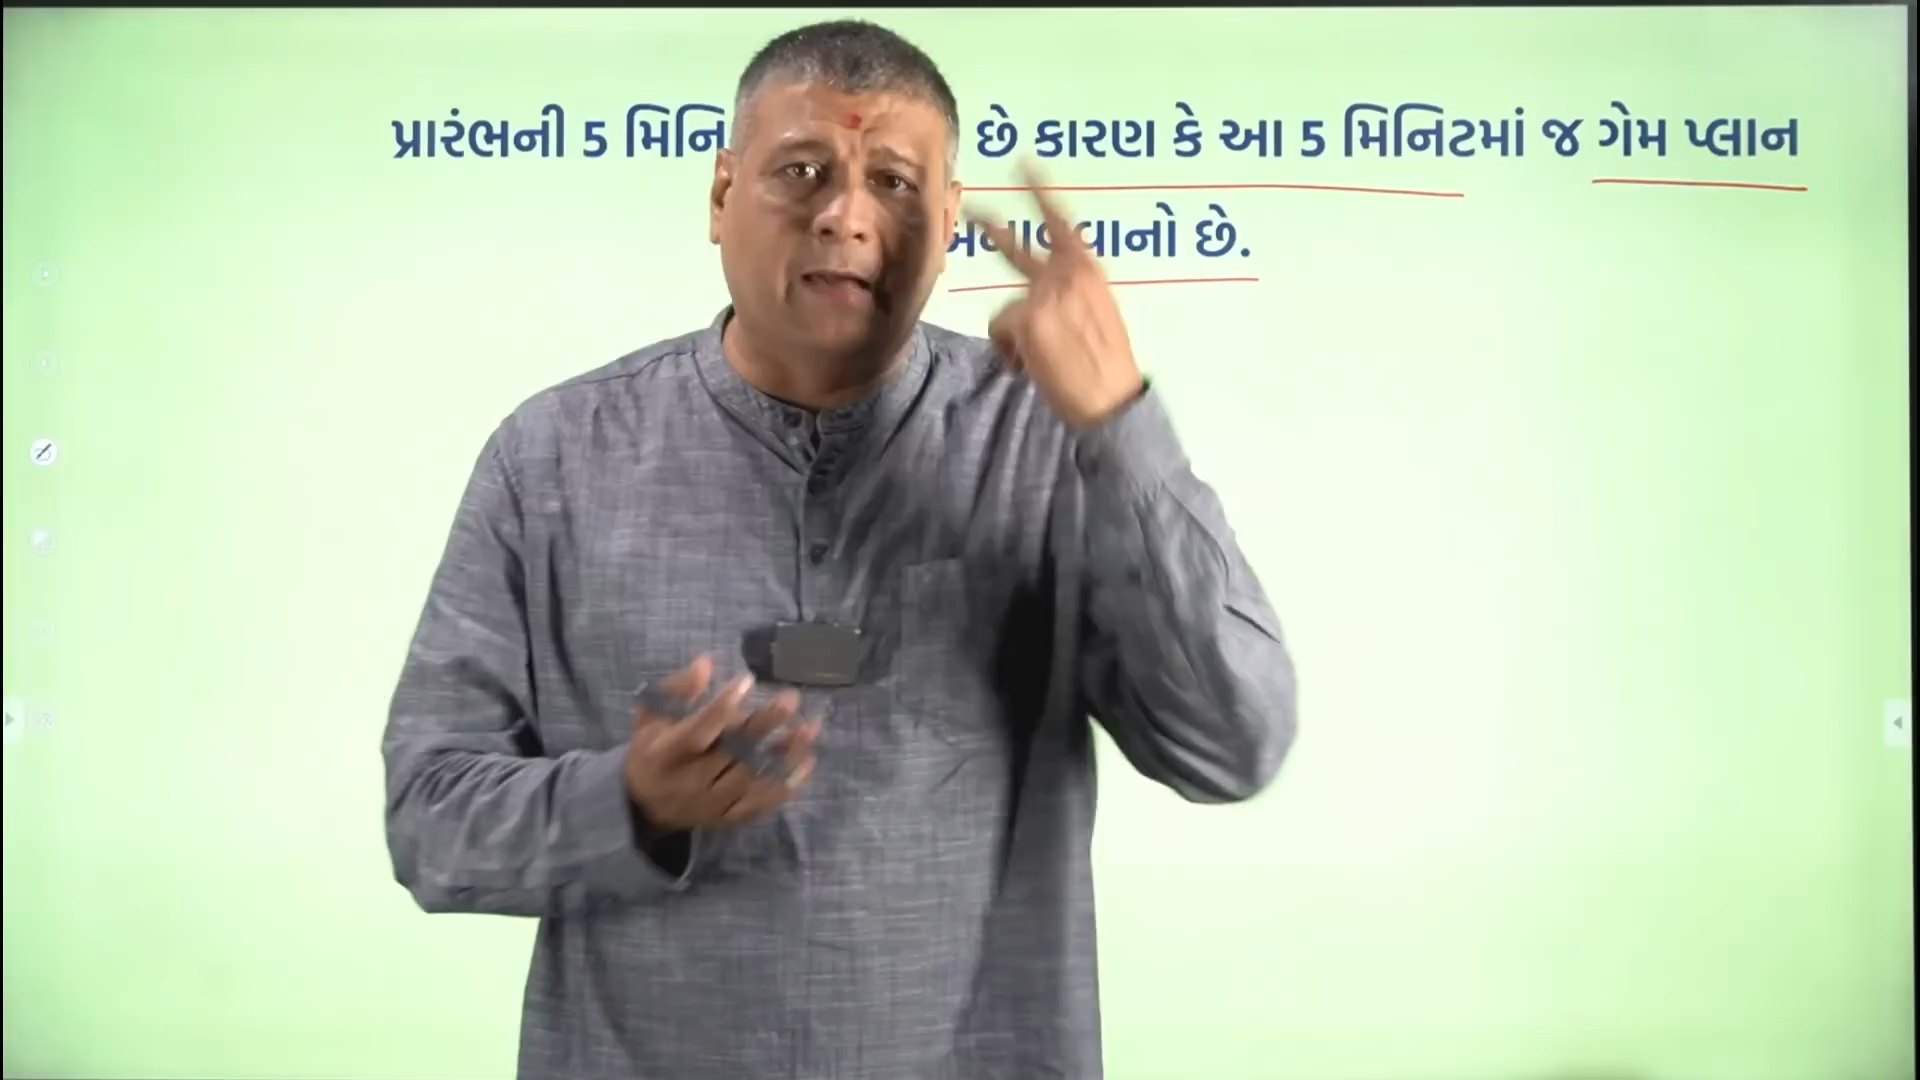 પ્રારંભની 5 છે કારણ કે આ 5 મિનિટમાં જ ગેમ પ્લાન
છે.